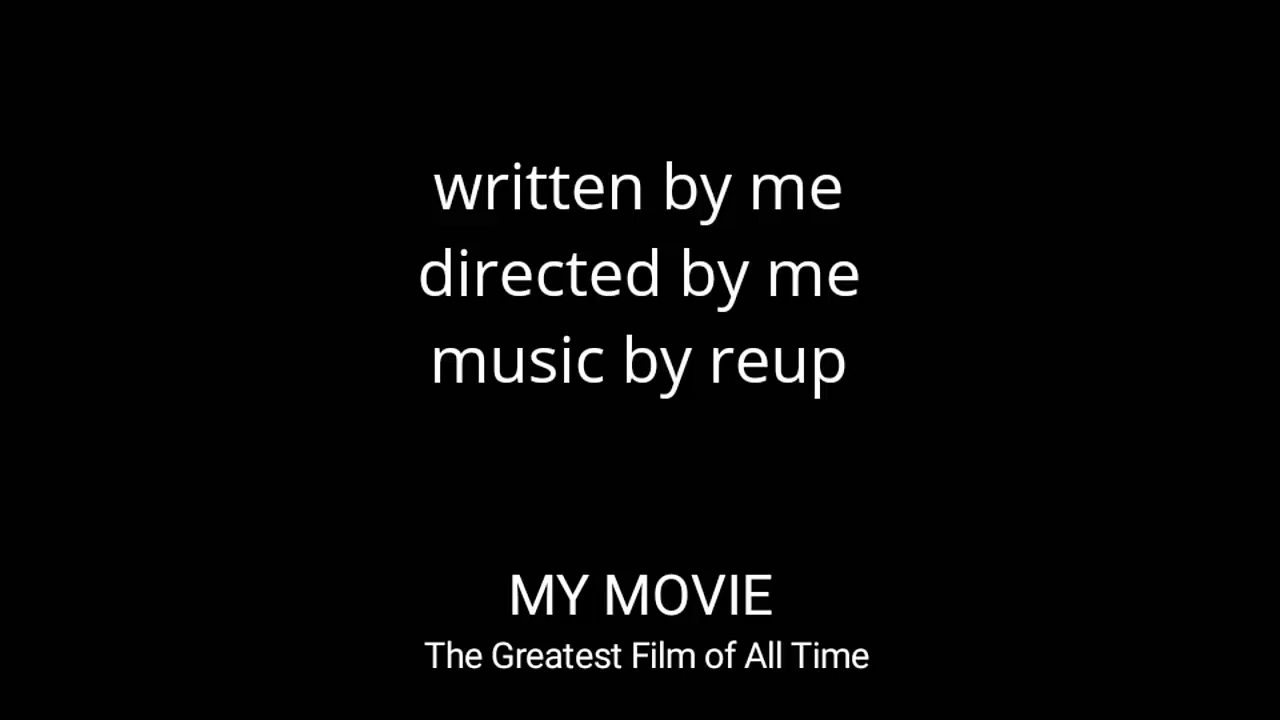 written by me
directed by me
music by reup
MY MOVIE
The Greatest Film of All Time